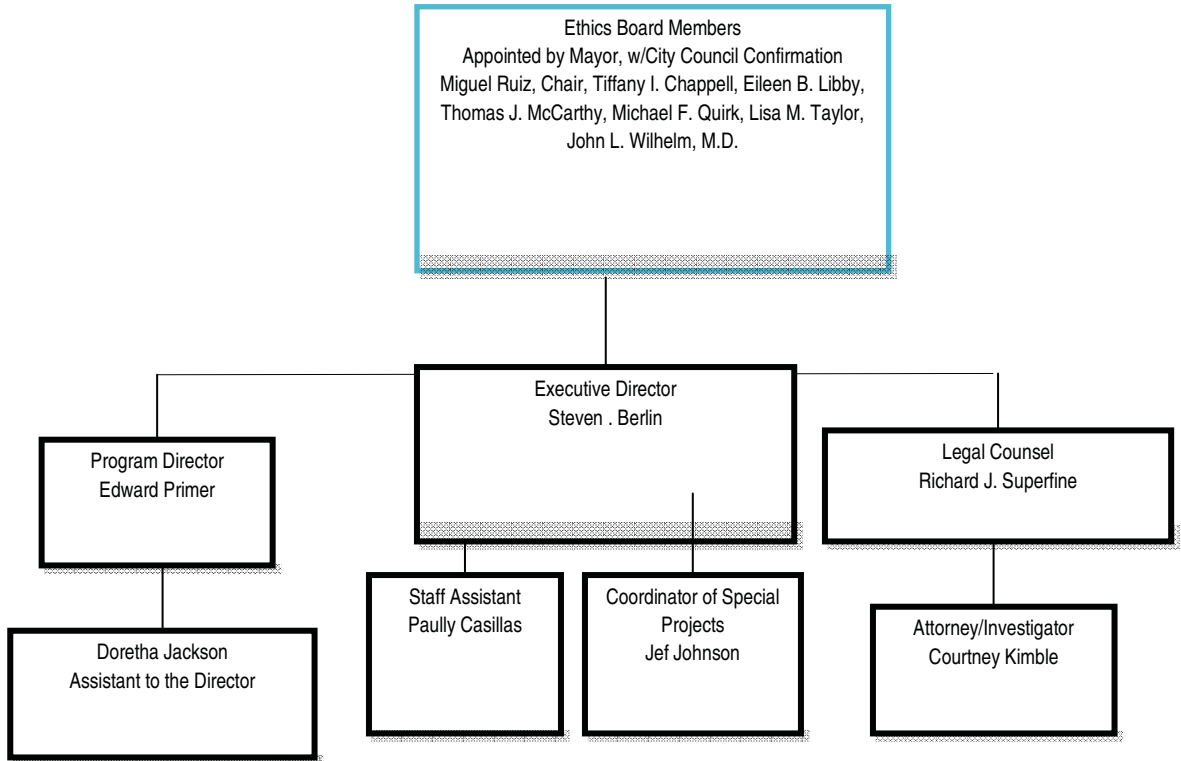 Ethics Board Members
Appointed by Mayor, w/City Council Confirmation
Miguel Ruiz, Chair, Tiffany I. Chappell, Eileen B. Libby,
Thomas J. McCarthy, Michael F. Quirk, Lisa M. Taylor,
John L. Wilhelm, M.D.
Executive Director
Steven . Berlin
Program Director
Edward Primer
Legal Counsel
Richard J. Superfine
Staff Assistant
Paully Casillas
Coordinator of Special
Projects
Jef Johnson
Attorney/Investigator
Courtney Kimble
Doretha Jackson
Assistant to the Director